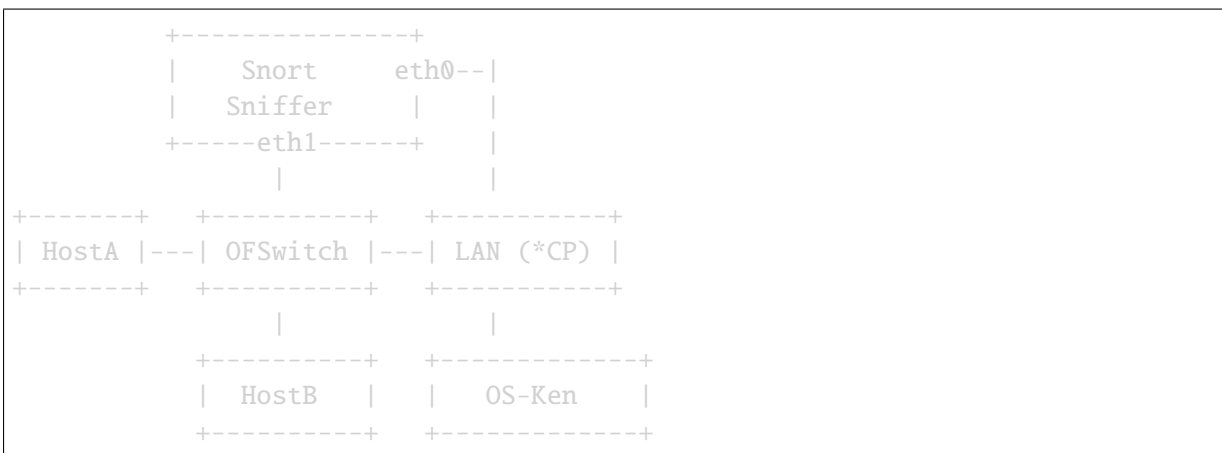 +---------------+
|    Snort     eth0--|
|   Sniffer      |    |
+-----eth1------+    |
|             |
+--------+   +-----------+   +-----------+
| HostA |---| OFSwitch |---| LAN (*CP) |
+-------+   +----------+   +-----------+
|             |
+----------+   +-------------+
|  HostB   |   |   OS-Ken    |
+----------+   +-------------+